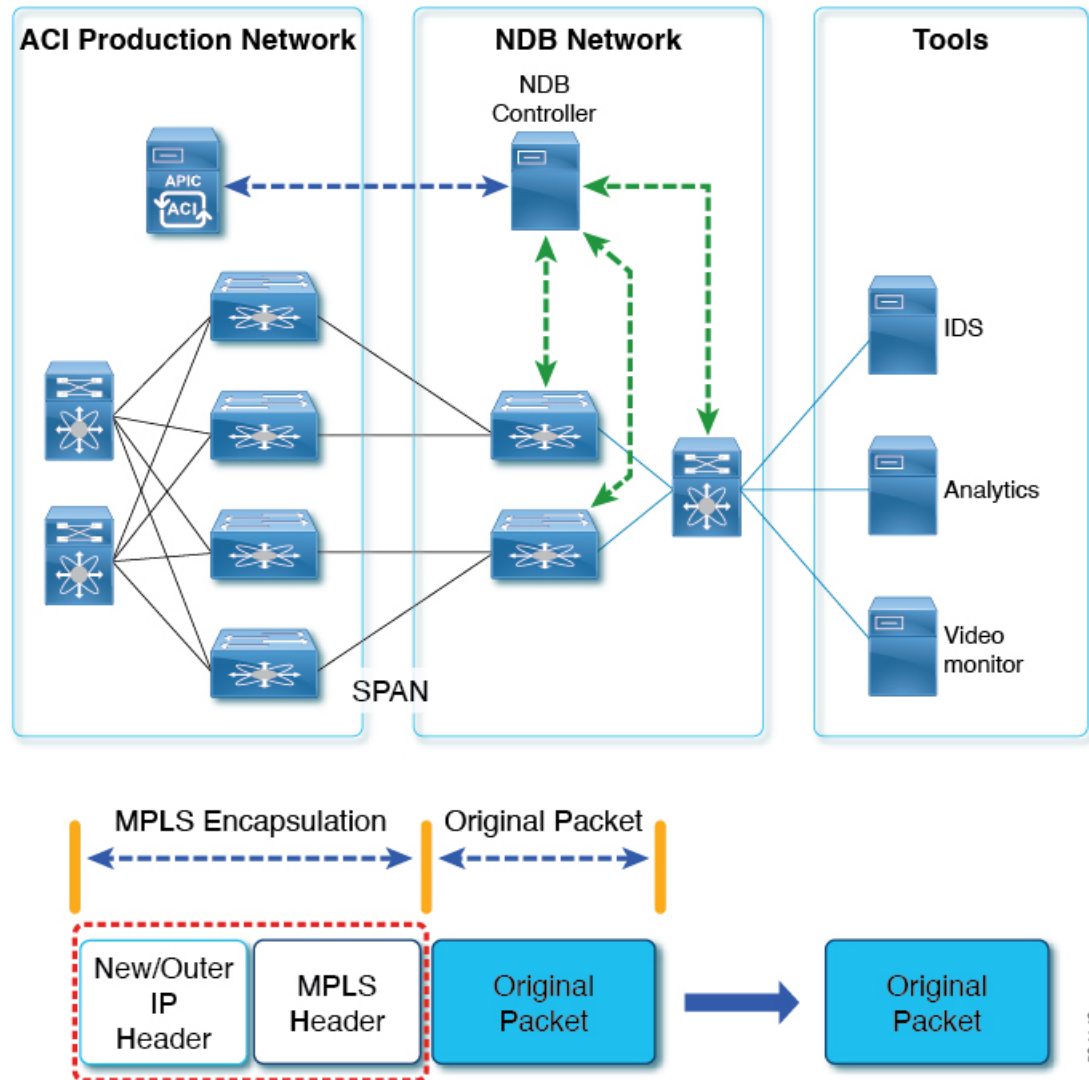 ACI Production Network
NDB Network
Tools
NDB
Controller
APIC
ACI
IDS
Analytics
Video
monitor
SPAN
MPLS Encapsulation
Original Packet
New/Outer
IP
Header
MPLS
Header
Original
Packet
Original
Packet